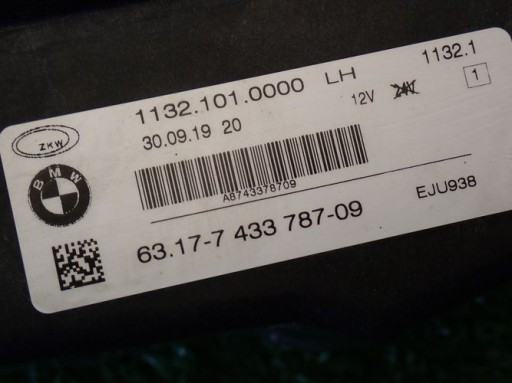 1132.101.0000 LH
1132.1
30.09.19 20
12V 24V
1
ZKW
BMW
A8743378709
63.17-7 433 787-09
EJU938